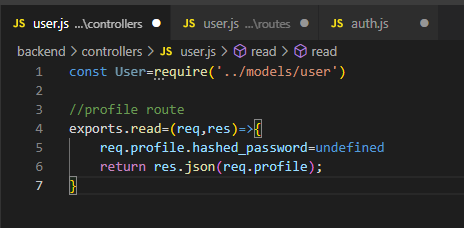 JS user.js ...\controllers ● JS user.js ...\routes ● JS auth.js ●
backend > controllers > JS user.js > read > read
1 const User=require('../models/user')
2
3 //profile route
4 exports.read=(req,res)=>{
5 req.profile.hashed_password=undefined
6 return res.json(req.profile);
7 }